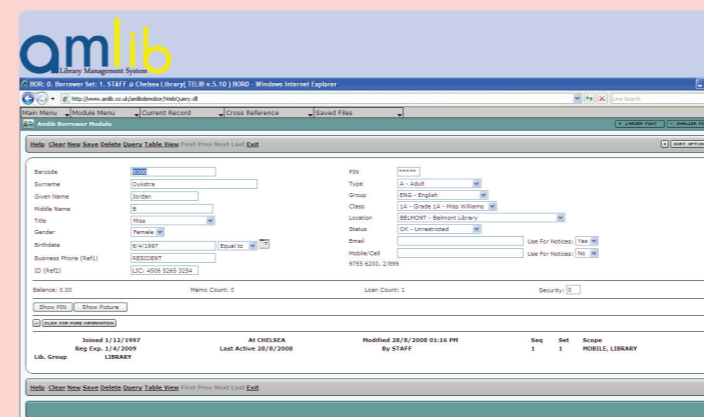 amlib
Library Management System
BOR: 0. Borrower Set: 1. STAFF @ Chelsea Library( TELIB v.5.10 ) BOR0 - Windows Internet Explorer
http://www.amlib.co.uk/amlibdemobor/WebQuery.dll Live Search
Main Menu Module Menu Current Record Cross Reference Saved Files
Amlib Borrower Module + LARGER FONT - SMALLER FO
Help Clear New Save Delete Query Table View First Prev Next Last Exit SORT OPTIO
Barcode PIN *****
Surname Dykstra Type A - Adult
Given Name Jordan Group ENG - English
Middle Name B Class 1A - Grade 1A - Miss Williams
Title Miss Location BELMONT - Belmont Library
Gender Female Status OK - Unrestricted
Birthdate 6/4/1997 Equal to Email Use For Notices: Yes
Business Phone (Ref1) RESIDENT Mobile/Cell Use For Notices: No
9755 6200, 2/899
ID (Ref2) LIC: 4506 5265 3254
Balance: 0.00 Memo Count: 0 Loan Count: 1 Security: 0
Show PIN Show Picture
CLICK FOR MORE INFORMATION
Joined 1/12/1997 At CHELSEA Modified 28/8/2008 01:16 PM Seq Set Scope
Reg Exp. 1/4/2009 Last Active 28/8/2008 By STAFF 1 1 MOBILE, LIBRARY
Lib. Group LIBRARY
Help Clear New Save Delete Query Table View First Prev Next Last Exit